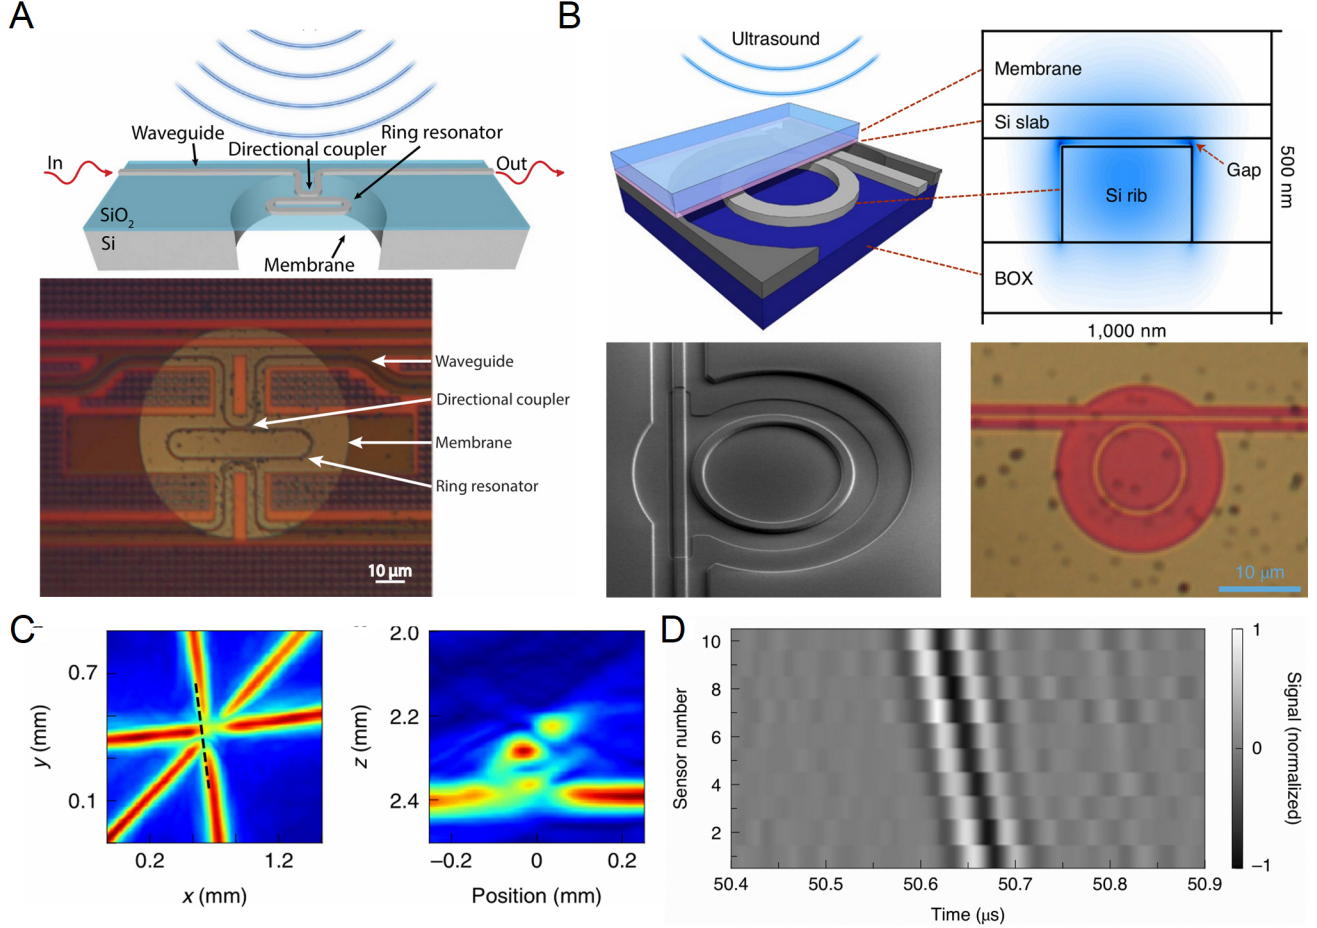 A
Waveguide
Directional coupler
Ring resonator
In
Out
SiO2
Si
Membrane
Waveguide
Directional coupler
Membrane
Ring resonator
10 μm
B
Ultrasound
Membrane
Si slab
Gap
Si rib
BOX
500 nm
1,000 nm
10 μm
C
0.7
0.1
y (mm)
0.2
1.2
x (mm)
2.0
2.2
2.4
z (mm)
−0.2
0
0.2
Position (mm)
D
10
8
6
4
2
Sensor number
50.4
50.5
50.6
50.7
50.8
50.9
Time (μs)
1
0
−1
Signal (normalized)